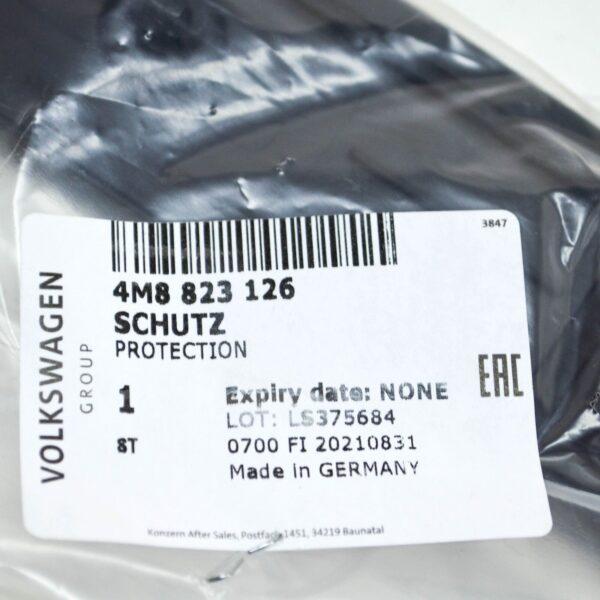 3847
4M8 823 126
SCHUTZ
PROTECTION
VOLKSWAGEN
GROUP
EAC
1
Expiry date: NONE
LOT: LS375684
8T
0700 FI 20210831
Made in GERMANY
Konzern After Sales, Postfach 1451, 34219 Baunatal